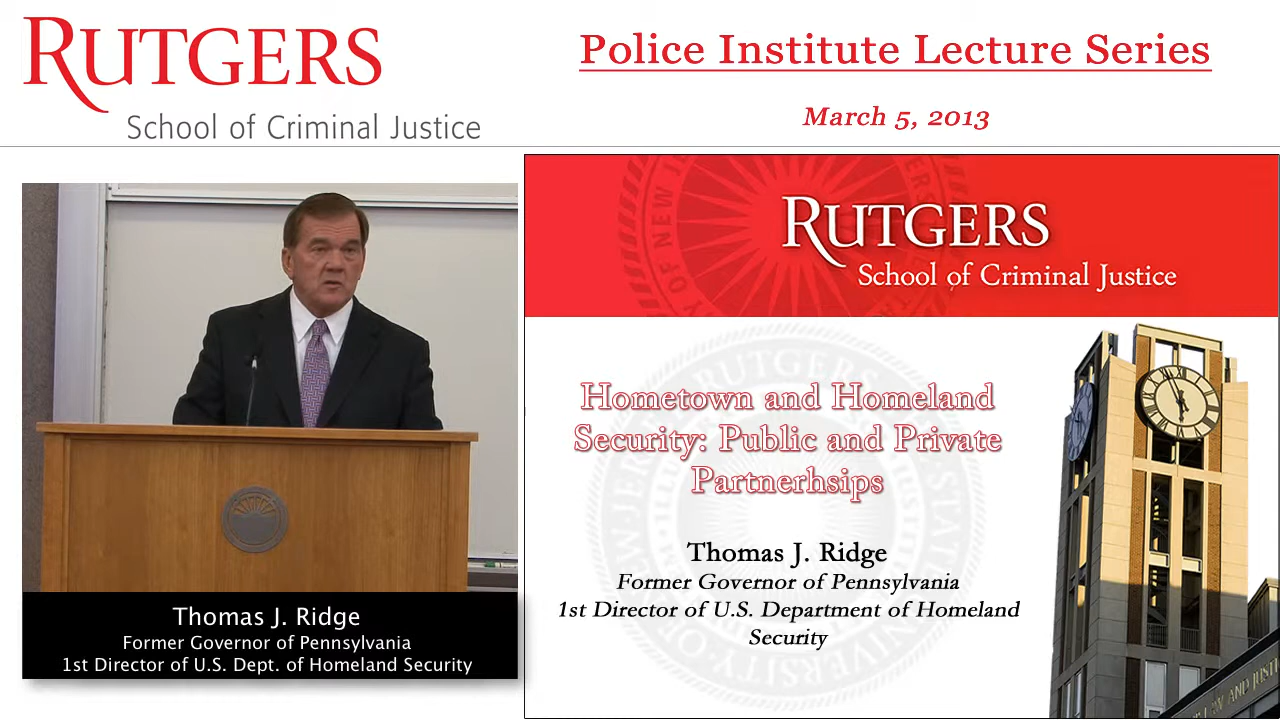 RUTGERS
School of Criminal Justice
Police Institute Lecture Series
March 5, 2013
RUTGERS
School of Criminal Justice
Hometown and Homeland
Security: Public and Private
Partnerhsips
Thomas J. Ridge
Former Governor of Pennsylvania
1st Director of U.S. Department of Homeland
Security
Thomas J. Ridge
Former Governor of Pennsylvania
1st Director of U.S. Dept. of Homeland Security